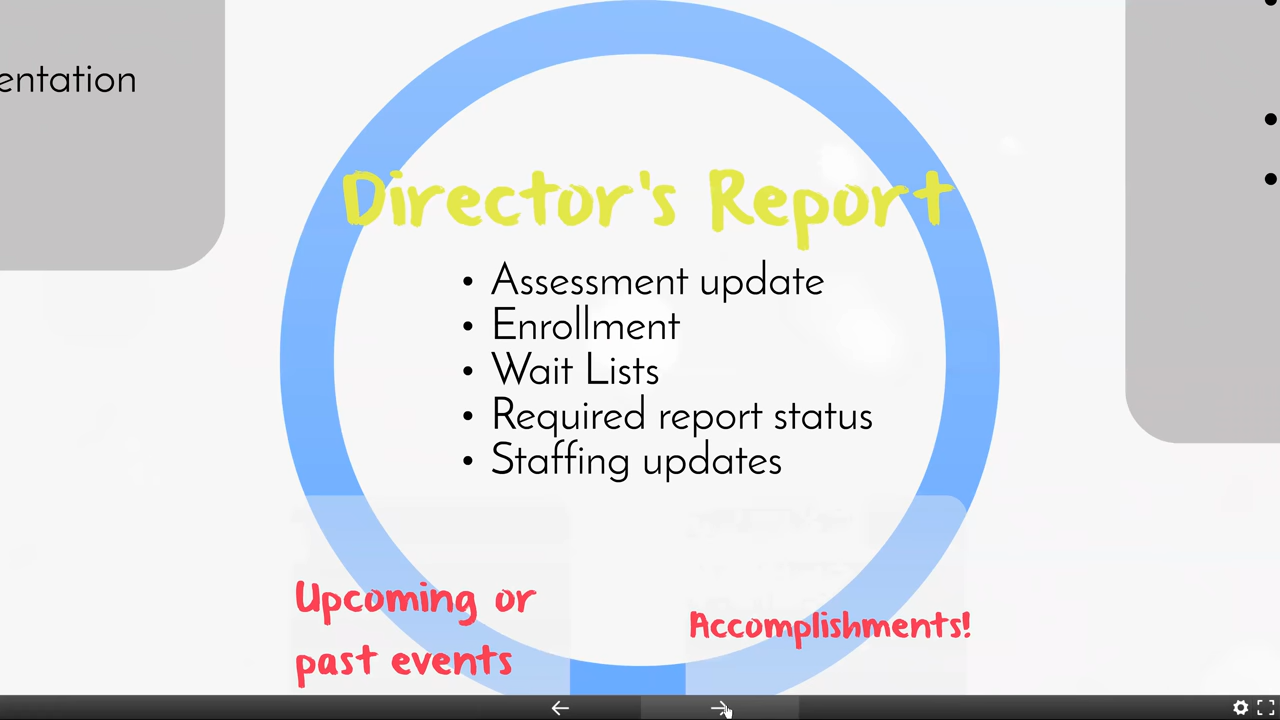 entation
Director's Report
• Assessment update
• Enrollment
• Wait Lists
• Required report status
• Staffing updates
Upcoming or
past events
Accomplishments!